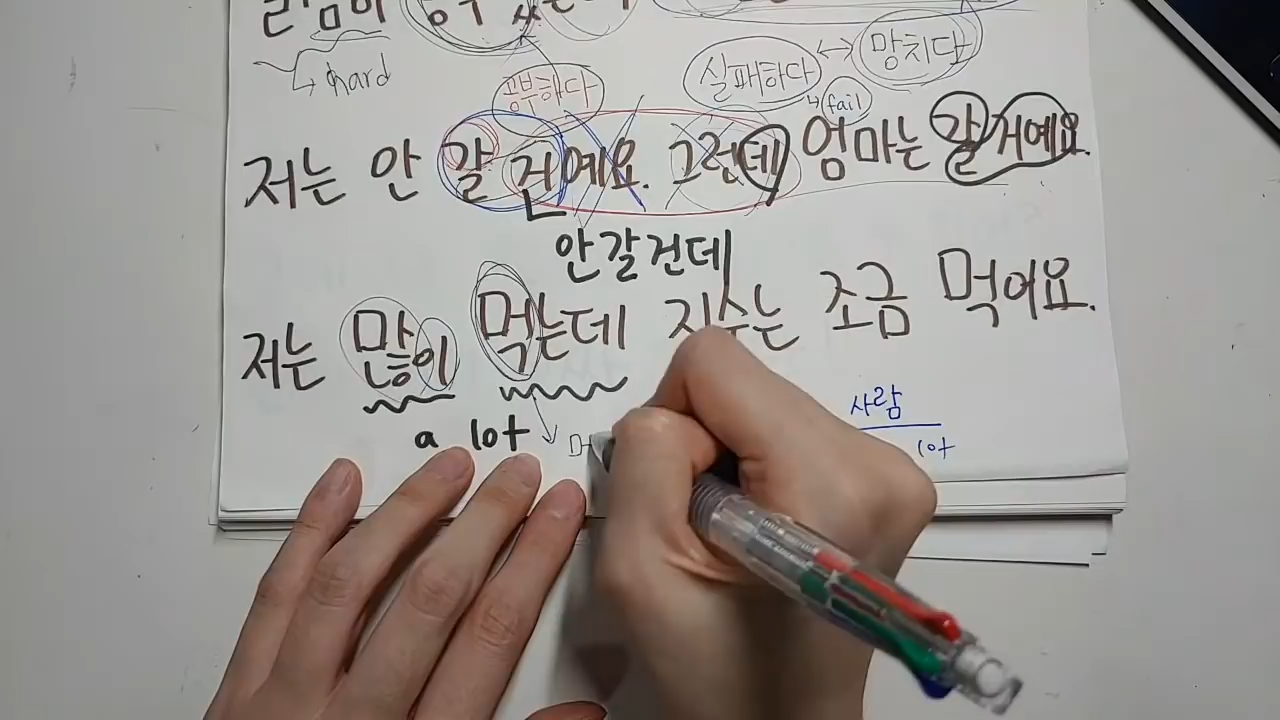 hard
공부하다 실패하다 ↔ 망치다
fail
저는 안 갈 건예요. 그런데 엄마는 갈 거예요.
안갈건데
저는 많이 먹는데 지수는 조금 먹어요.
사람
a lot
lot